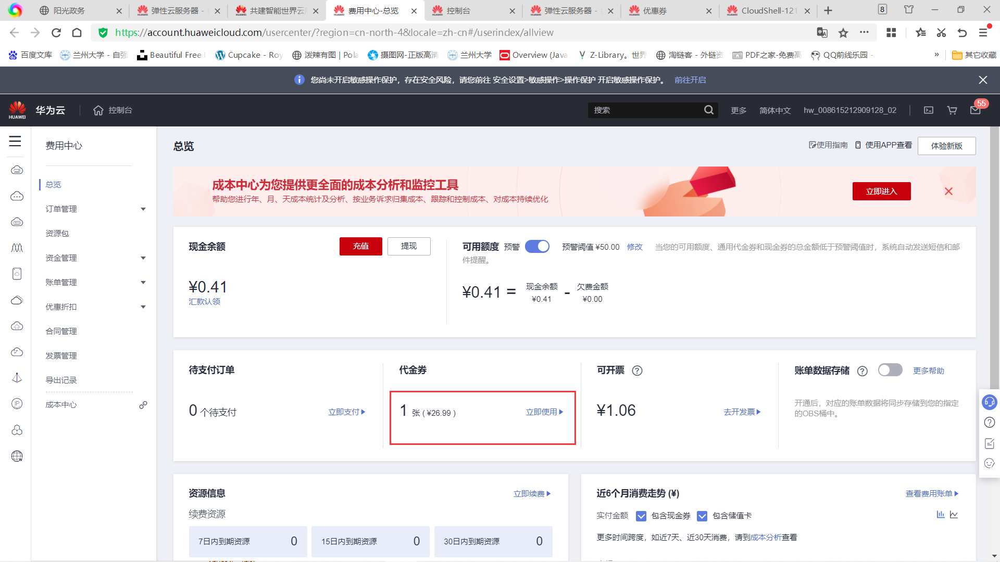 阳光政务
弹性云服务器 -
共建智能世界云
费用中心-总览
控制台
弹性云服务器 -
优惠券
CloudShell-121
8
https://account.huaweicloud.com/usercenter/?region=cn-north-4&locale=zh-cn#/userindex/allview
百度文库
兰州大学 - 自强
Beautiful Free
Cupcake - Roy
泼辣有图 | Pola
摄图网-正版高清
兰州大学
Overview (Java
Z-Library。世界
淘链客 - 外链资
PDF之家-免费高
QQ前线乐园 -
»
其它收藏
您尚未开启敏感操作保护，存在安全风险，请您前往 安全设置>敏感操作>操作保护 开启敏感操作保护。 前往开启
HUAWEI
华为云
控制台
搜索
更多
简体中文
hw_008615212909128_02
55
费用中心
总览
订单管理
资源包
资金管理
账单管理
优惠折扣
合同管理
发票管理
导出记录
成本中心
IP
总览
使用指南
使用APP查看
体验新版
成本中心为您提供更全面的成本分析和监控工具
帮助您进行年、月、天成本统计及分析、按业务诉求归集成本、跟踪和控制成本、对成本持续优化
立即进入
现金余额
充值
提现
¥0.41
汇款认领
可用额度 预警
预警阈值 ¥50.00 修改
当您的可用额度、通用代金券和现金券的总金额低于预警阈值时，系统自动发送短信和邮
件提醒。
¥0.41 = 现金余额 - 欠费金额
¥0.41 ¥0.00
待支付订单
0 个待支付
立即支付
代金券
1 张 ( ¥26.99 )
立即使用
可开票
¥1.06
去开发票
账单数据存储
更多帮助
开通后，对应的账单数据将同步存储到您的指定
的OBS桶中。
资源信息
立即续费
续费资源
7日内到期资源 0
15日内到期资源 0
30日内到期资源 0
近6个月消费走势 (¥)
查看费用账单
实付金额 包含现金券 包含储值卡
更多时间跨度，如近7天、近30天消费，请到成本分析查看